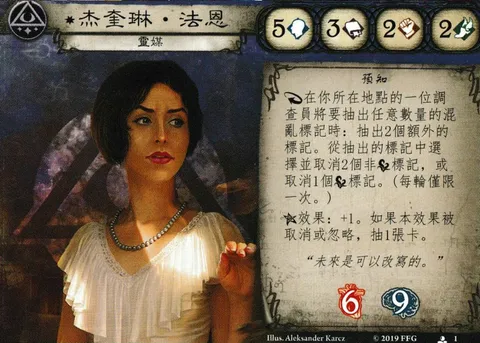 杰奎琳·法恩
靈媒
5 3 2 2
預知
在你所在地點的一位調
查員將要抽出任意數量的混
亂標記時：抽出2個額外的
標記。從抽出的標記中選
擇並取消2個非標記，或
取消1個標記。(每輪僅限
一次。)
效果：+1。如果本效果被
取消或忽略，抽1張卡。
“未來是可以改寫的。”
6 9
Illus. Aleksander Karcz © 2019 FFG 1